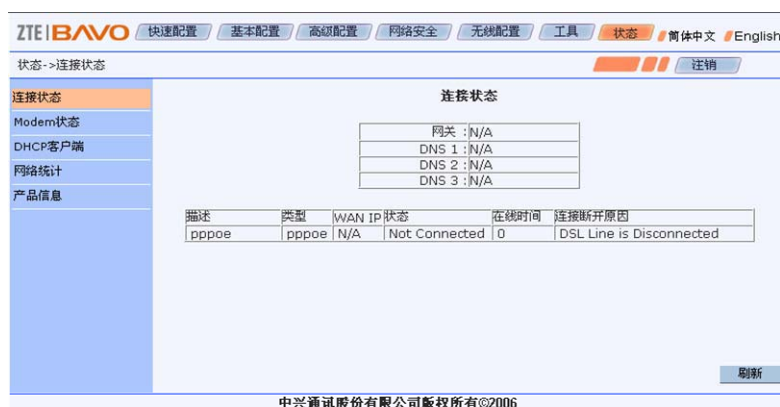 ZTE|BAVO 快速配置 基本配置 高级配置 网络安全 无线配置 工具 状态 简体中文 English
状态->连接状态 注销
连接状态
Modem状态
DHCP客户端
网络统计
产品信息
连接状态
网关 : N/A
DNS 1 : N/A
DNS 2 : N/A
DNS 3 : N/A
描述 类型 WAN IP 状态 在线时间 连接断开原因
pppoe pppoe N/A Not Connected 0 DSL Line is Disconnected
刷新
中兴通讯股份有限公司版权所有©2006